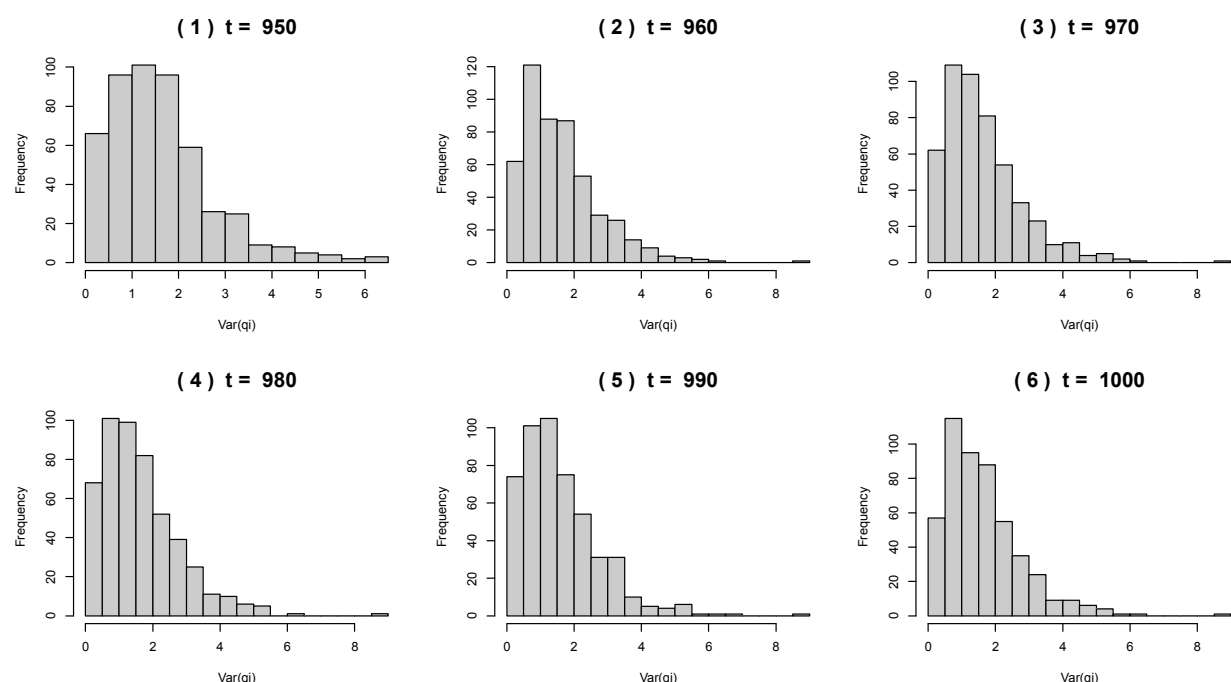 ( 1 ) t = 950
Frequency
0 20 40 60 80 100
0 1 2 3 4 5 6
Var(qi)
( 2 ) t = 960
Frequency
0 20 40 60 80 100 120
0 2 4 6 8
Var(qi)
( 3 ) t = 970
Frequency
0 20 40 60 80 100
0 2 4 6 8
Var(qi)
( 4 ) t = 980
Frequency
0 20 40 60 80 100
0 2 4 6 8
Var(qi)
( 5 ) t = 990
Frequency
0 20 40 60 80 100
0 2 4 6 8
Var(qi)
( 6 ) t = 1000
Frequency
0 20 40 60 80 100
0 2 4 6 8
Var(qi)